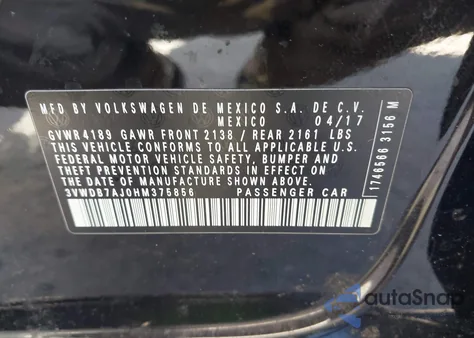 MFD BY VOLKSWAGEN DE MEXICO S.A. DE C.V.
MEXICO 04/17
GVWR4189 GAWR FRONT 2138 / REAR 2161 LBS
THIS VEHICLE CONFORMS TO ALL APPLICABLE U.S.
FEDERAL MOTOR VEHICLE SAFETY, BUMPER AND
THEFT PREVENTION STANDARDS IN EFFECT ON
THE DATE OF MANUFACTURE SHOWN ABOVE.
3VWDB7AJ0HM375856 PASSENGER CAR
1746566 3156 M
autoSnap